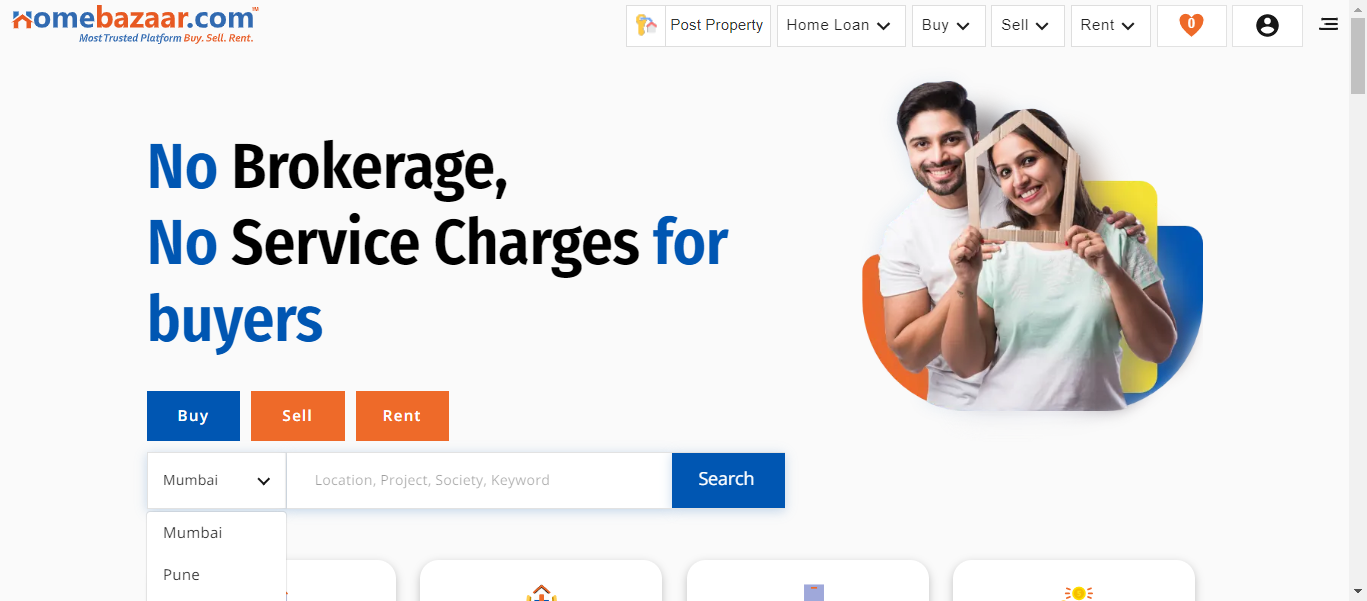 Homebazaar.com™
Most Trusted Platform Buy. Sell. Rent.
Post Property
Home Loan
Buy
Sell
Rent
0
No Brokerage,
No Service Charges for
buyers
Buy
Sell
Rent
Mumbai
Location, Project, Society, Keyword
Search
Mumbai
Pune